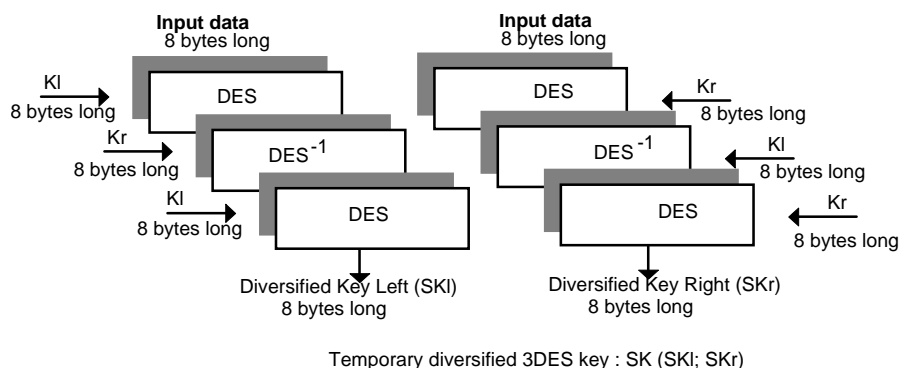 Input data
8 bytes long
Kl
8 bytes long
DES
Kr
8 bytes long
DES-1
Kl
8 bytes long
DES
Diversified Key Left (SKl)
8 bytes long
Input data
8 bytes long
DES
Kr
8 bytes long
DES-1
Kl
8 bytes long
DES
Kr
8 bytes long
Diversified Key Right (SKr)
8 bytes long
Temporary diversified 3DES key : SK (SKl; SKr)